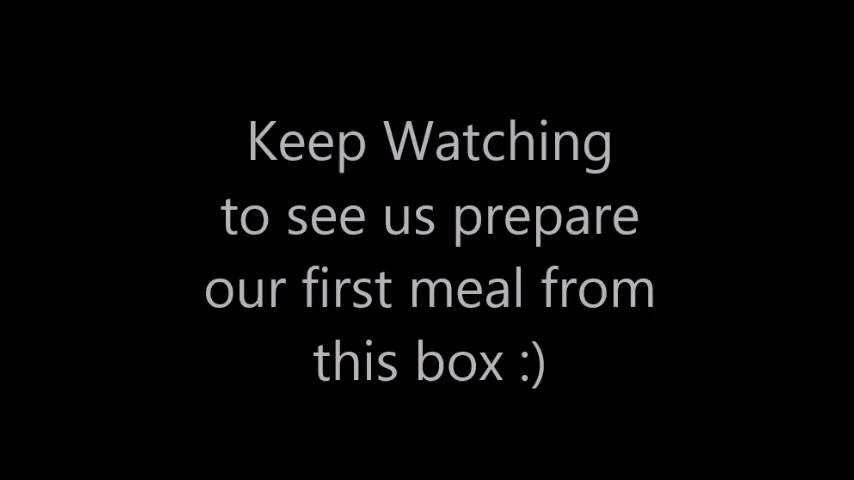 Keep Watching
to see us prepare
our first meal from
this box :)